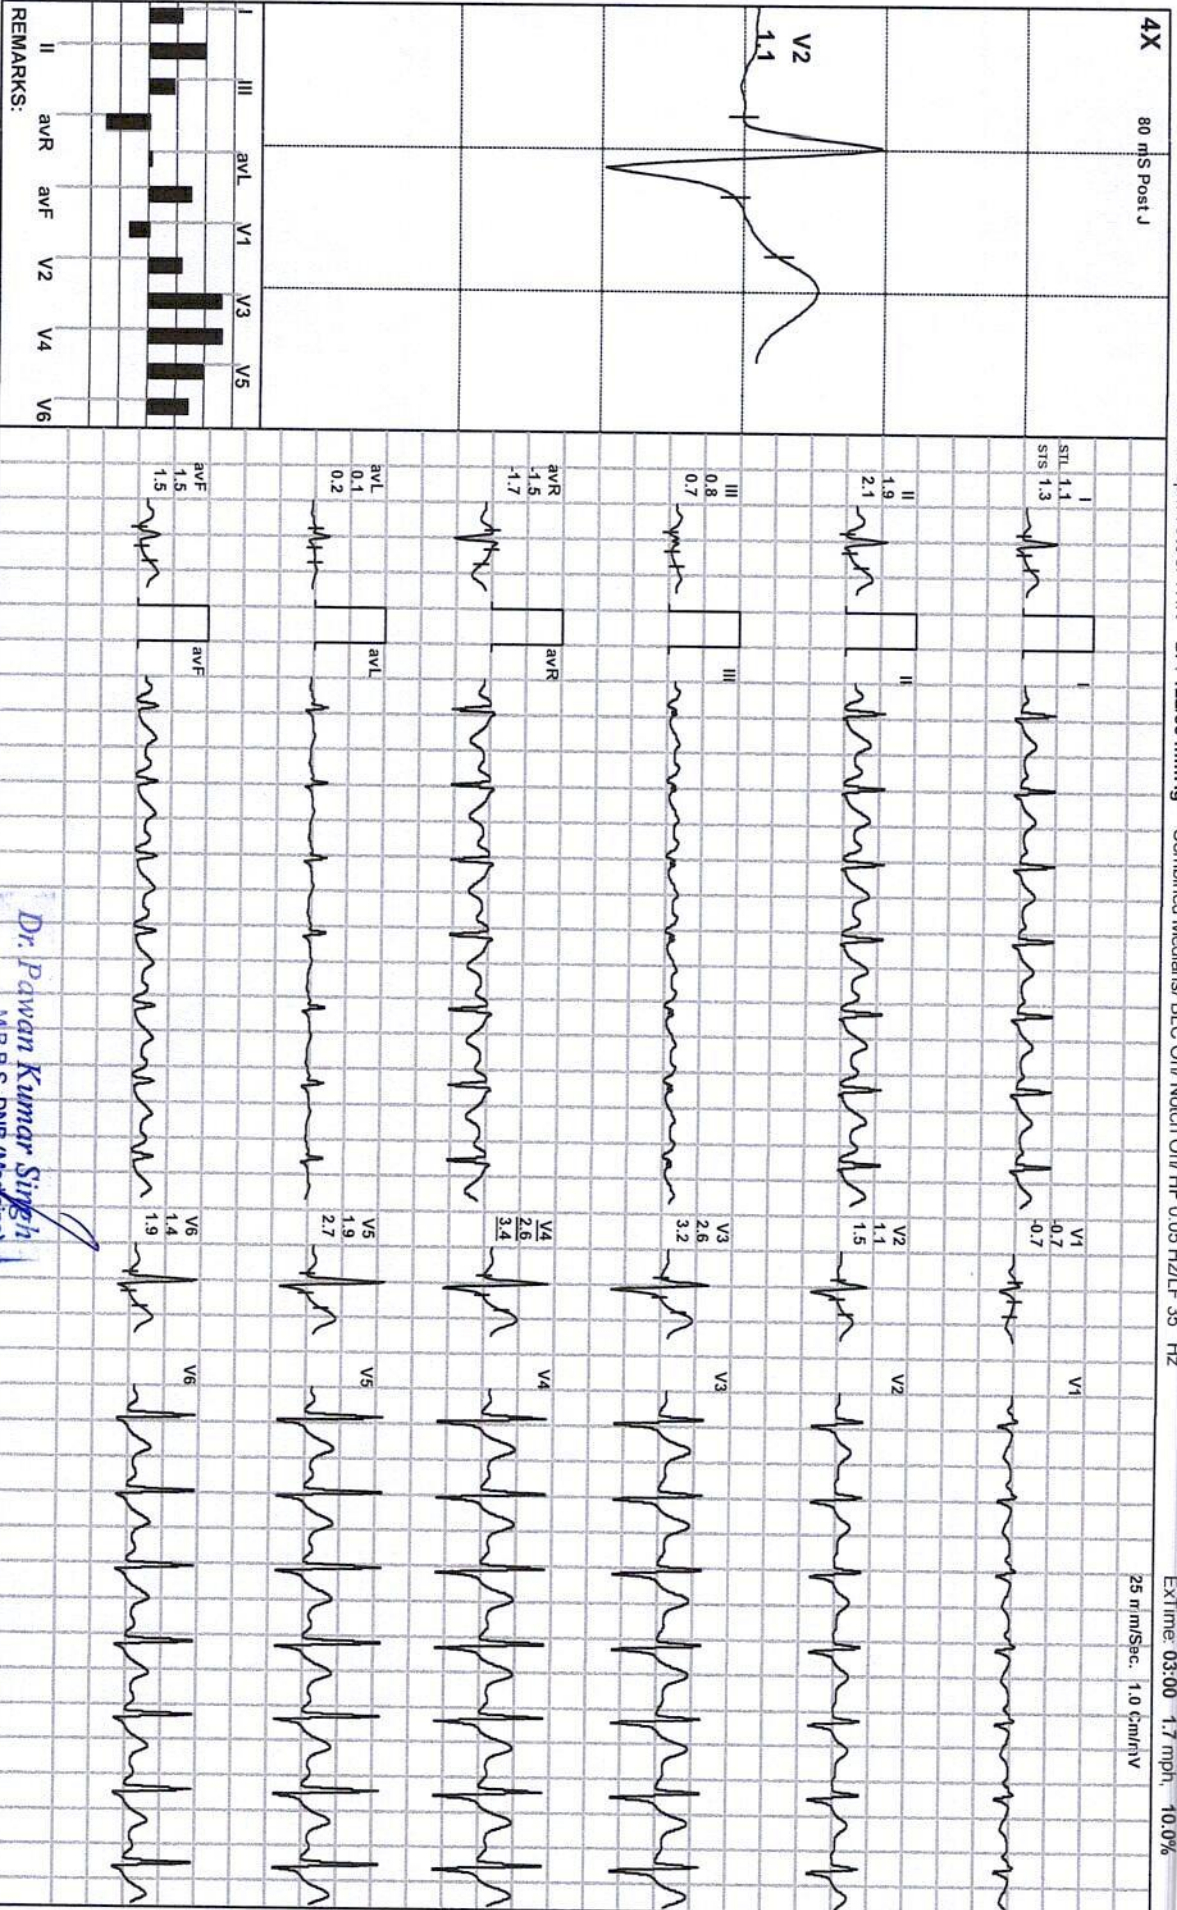 Combined Medians/ BLC On/ Notch On/ HF 0.05 Hz/LF 35 Hz
ExTime: 03:00 1.7 mph, 10.0%
4X
80 mS Post J
25 mm/Sec. 1.0 Cm/mV
V2
1.1
I
STL 1.1
STS 1.3
I
V1
-0.7
-0.7
V1
II
1.9
2.1
II
V2
1.1
1.5
V2
III
0.8
0.7
III
V3
2.6
3.2
V3
avR
-1.5
-1.7
avR
V4
2.6
3.4
V4
avL
0.1
0.2
avL
V5
1.9
2.7
V5
avF
1.5
1.5
avF
V6
1.4
1.9
V6
I III avL V1 V3 V5
II avR avF V2 V4 V6
REMARKS:
Dr. Pawan Kumar Singh